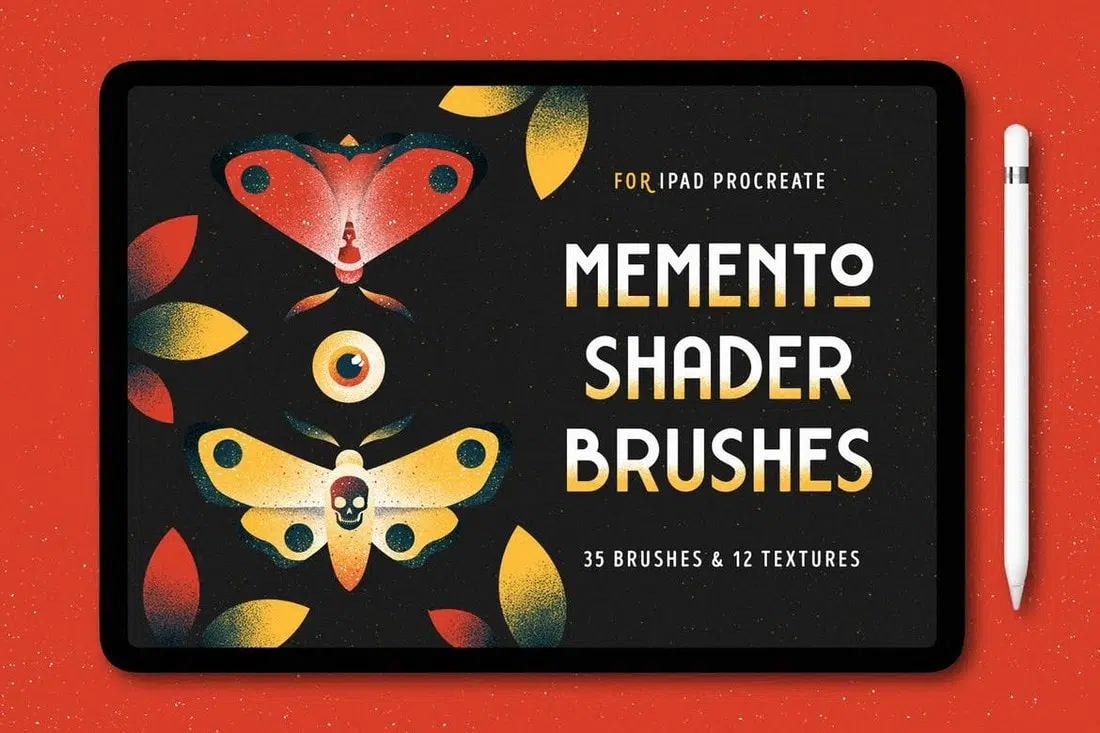 FOR IPAD PROCREATE
MEMENTO
SHADER
BRUSHES
35 BRUSHES & 12 TEXTURES